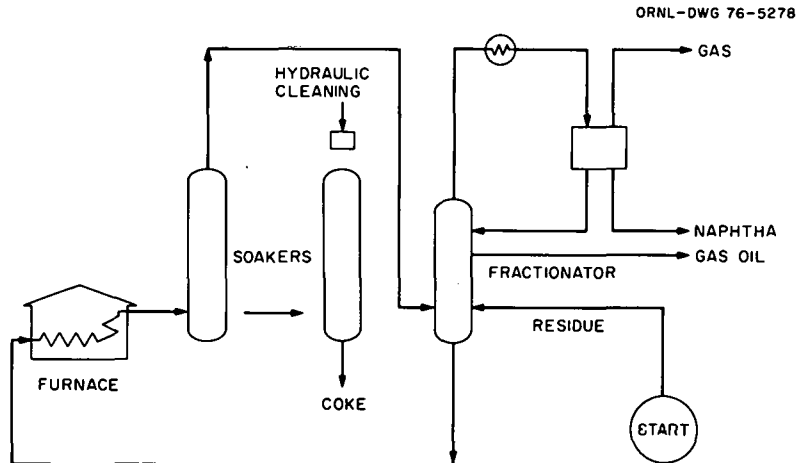 ORNL-DWG 76-5278
GAS
HYDRAULIC
CLEANING
NAPHTHA
GAS OIL
SOAKERS
FRACTIONATOR
RESIDUE
FURNACE
COKE
START